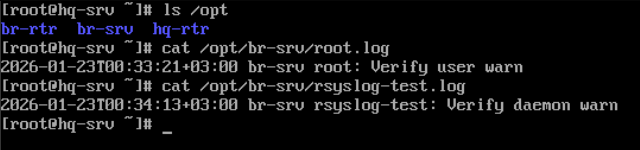 [root@hq-srv ~]# ls /opt
br-rtr  br-srv  hq-rtr
[root@hq-srv ~]# cat /opt/br-srv/root.log
2026-01-23T00:33:21+03:00 br-srv root: Verify user warn
[root@hq-srv ~]# cat /opt/br-srv/rsyslog-test.log
2026-01-23T00:34:13+03:00 br-srv rsyslog-test: Verify daemon warn
[root@hq-srv ~]# _